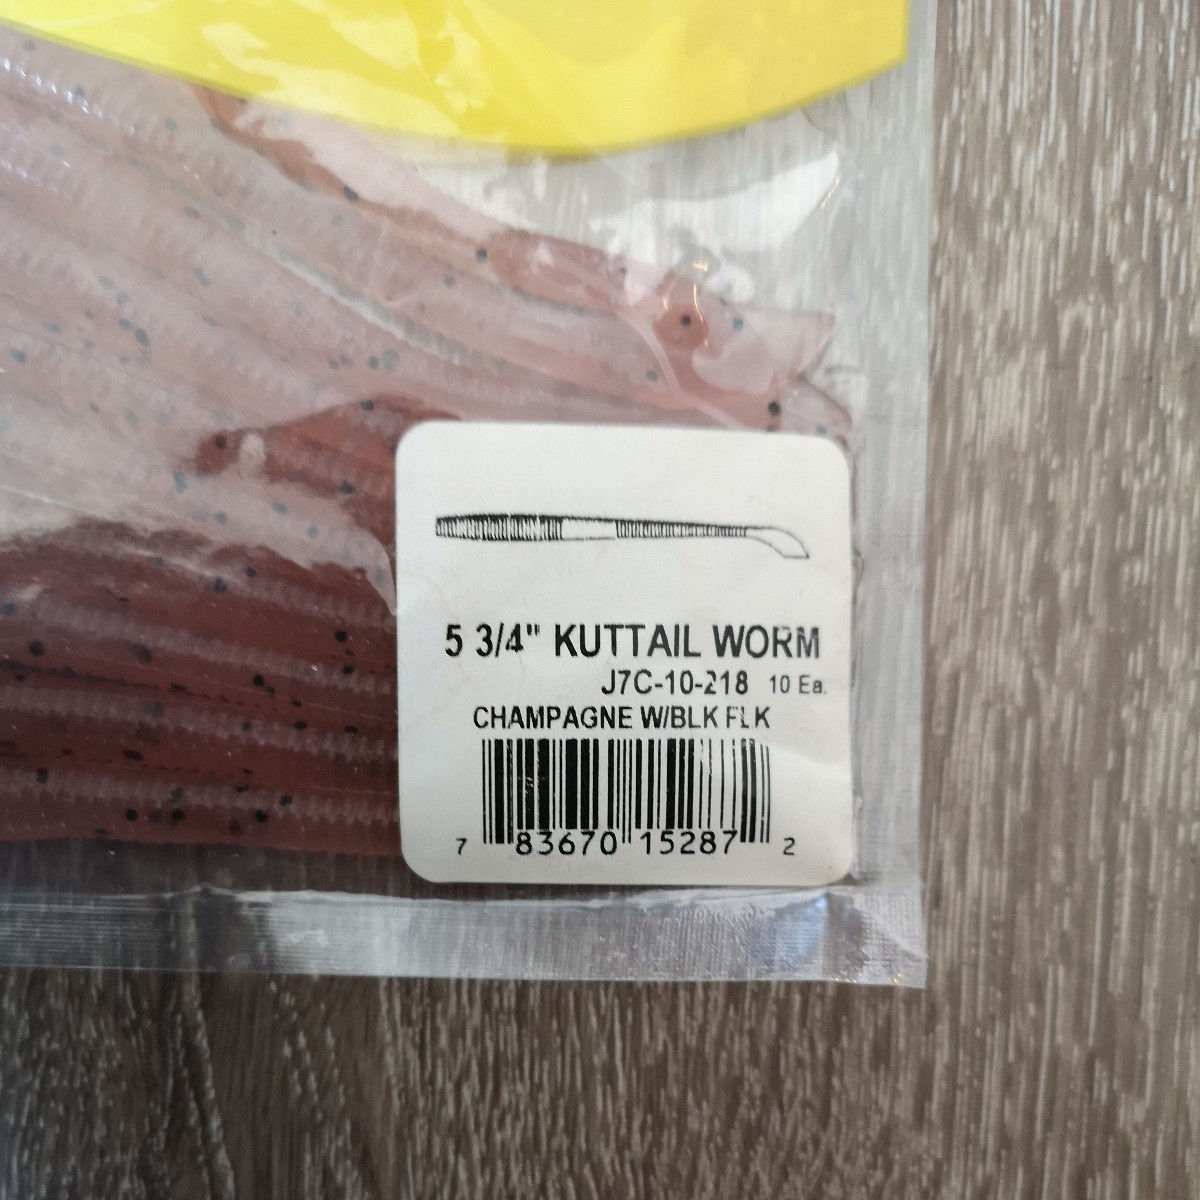 5 3/4" KUTTAIL WORM
J7C-10-218 10 Ea.
CHAMPAGNE W/BLK FLK
7 83670 15287 2